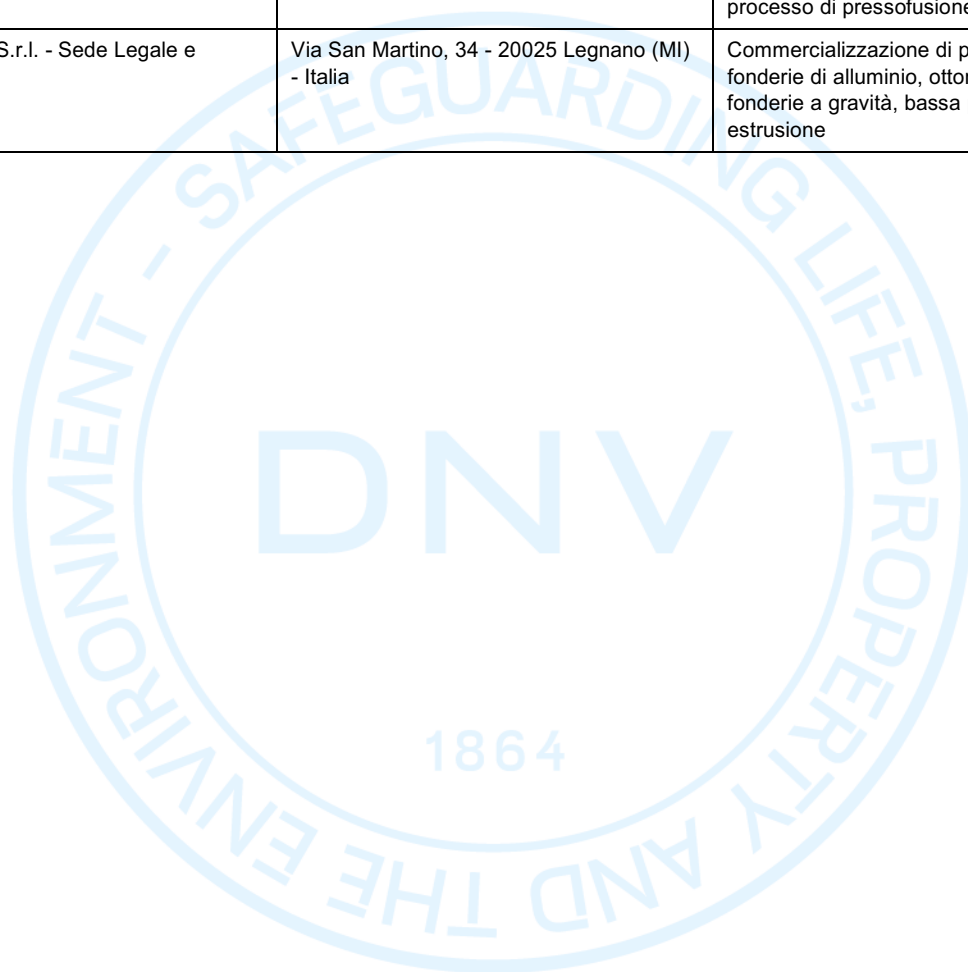 processo di pressofusione
S.r.l. - Sede Legale e
Via San Martino, 34 - 20025 Legnano (MI)
- Italia
Commercializzazione di p
fonderie di alluminio, ottor
fonderie a gravità, bassa
estrusione
SAFEGUARDING LIFE, PROPERTY AND THE ENVIRONMENT -
DNV
1864